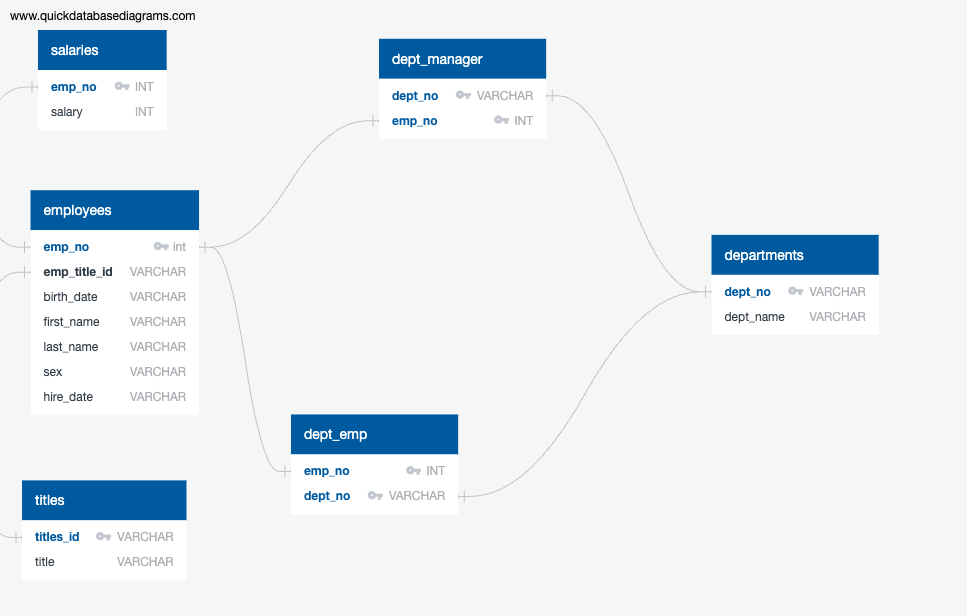 www.quickdatabasediagrams.com
salaries
emp_no INT
salary INT
dept_manager
dept_no VARCHAR
emp_no INT
employees
emp_no int
emp_title_id VARCHAR
birth_date VARCHAR
first_name VARCHAR
last_name VARCHAR
sex VARCHAR
hire_date VARCHAR
departments
dept_no VARCHAR
dept_name VARCHAR
dept_emp
emp_no INT
dept_no VARCHAR
titles
titles_id VARCHAR
title VARCHAR